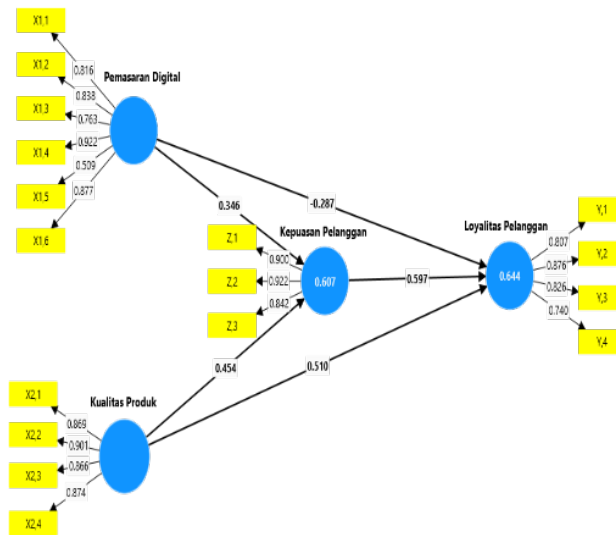 X1,1
X1,2
X1,3
X1,4
X1,5
X1,6
0.816
0.838
0.763
0.922
0.509
0.877
Pemasaran Digital
0.346
-0.287
Kepuasan Pelanggan
Z,1
Z,2
Z,3
0.900
0.922
0.842
0.607
0.597
Loyalitas Pelanggan
0.644
0.807
0.876
0.826
0.740
Y,1
Y,2
Y,3
Y,4
0.454
0.510
Kualitas Produk
X2,1
X2,2
X2,3
X2,4
0.869
0.901
0.866
0.874